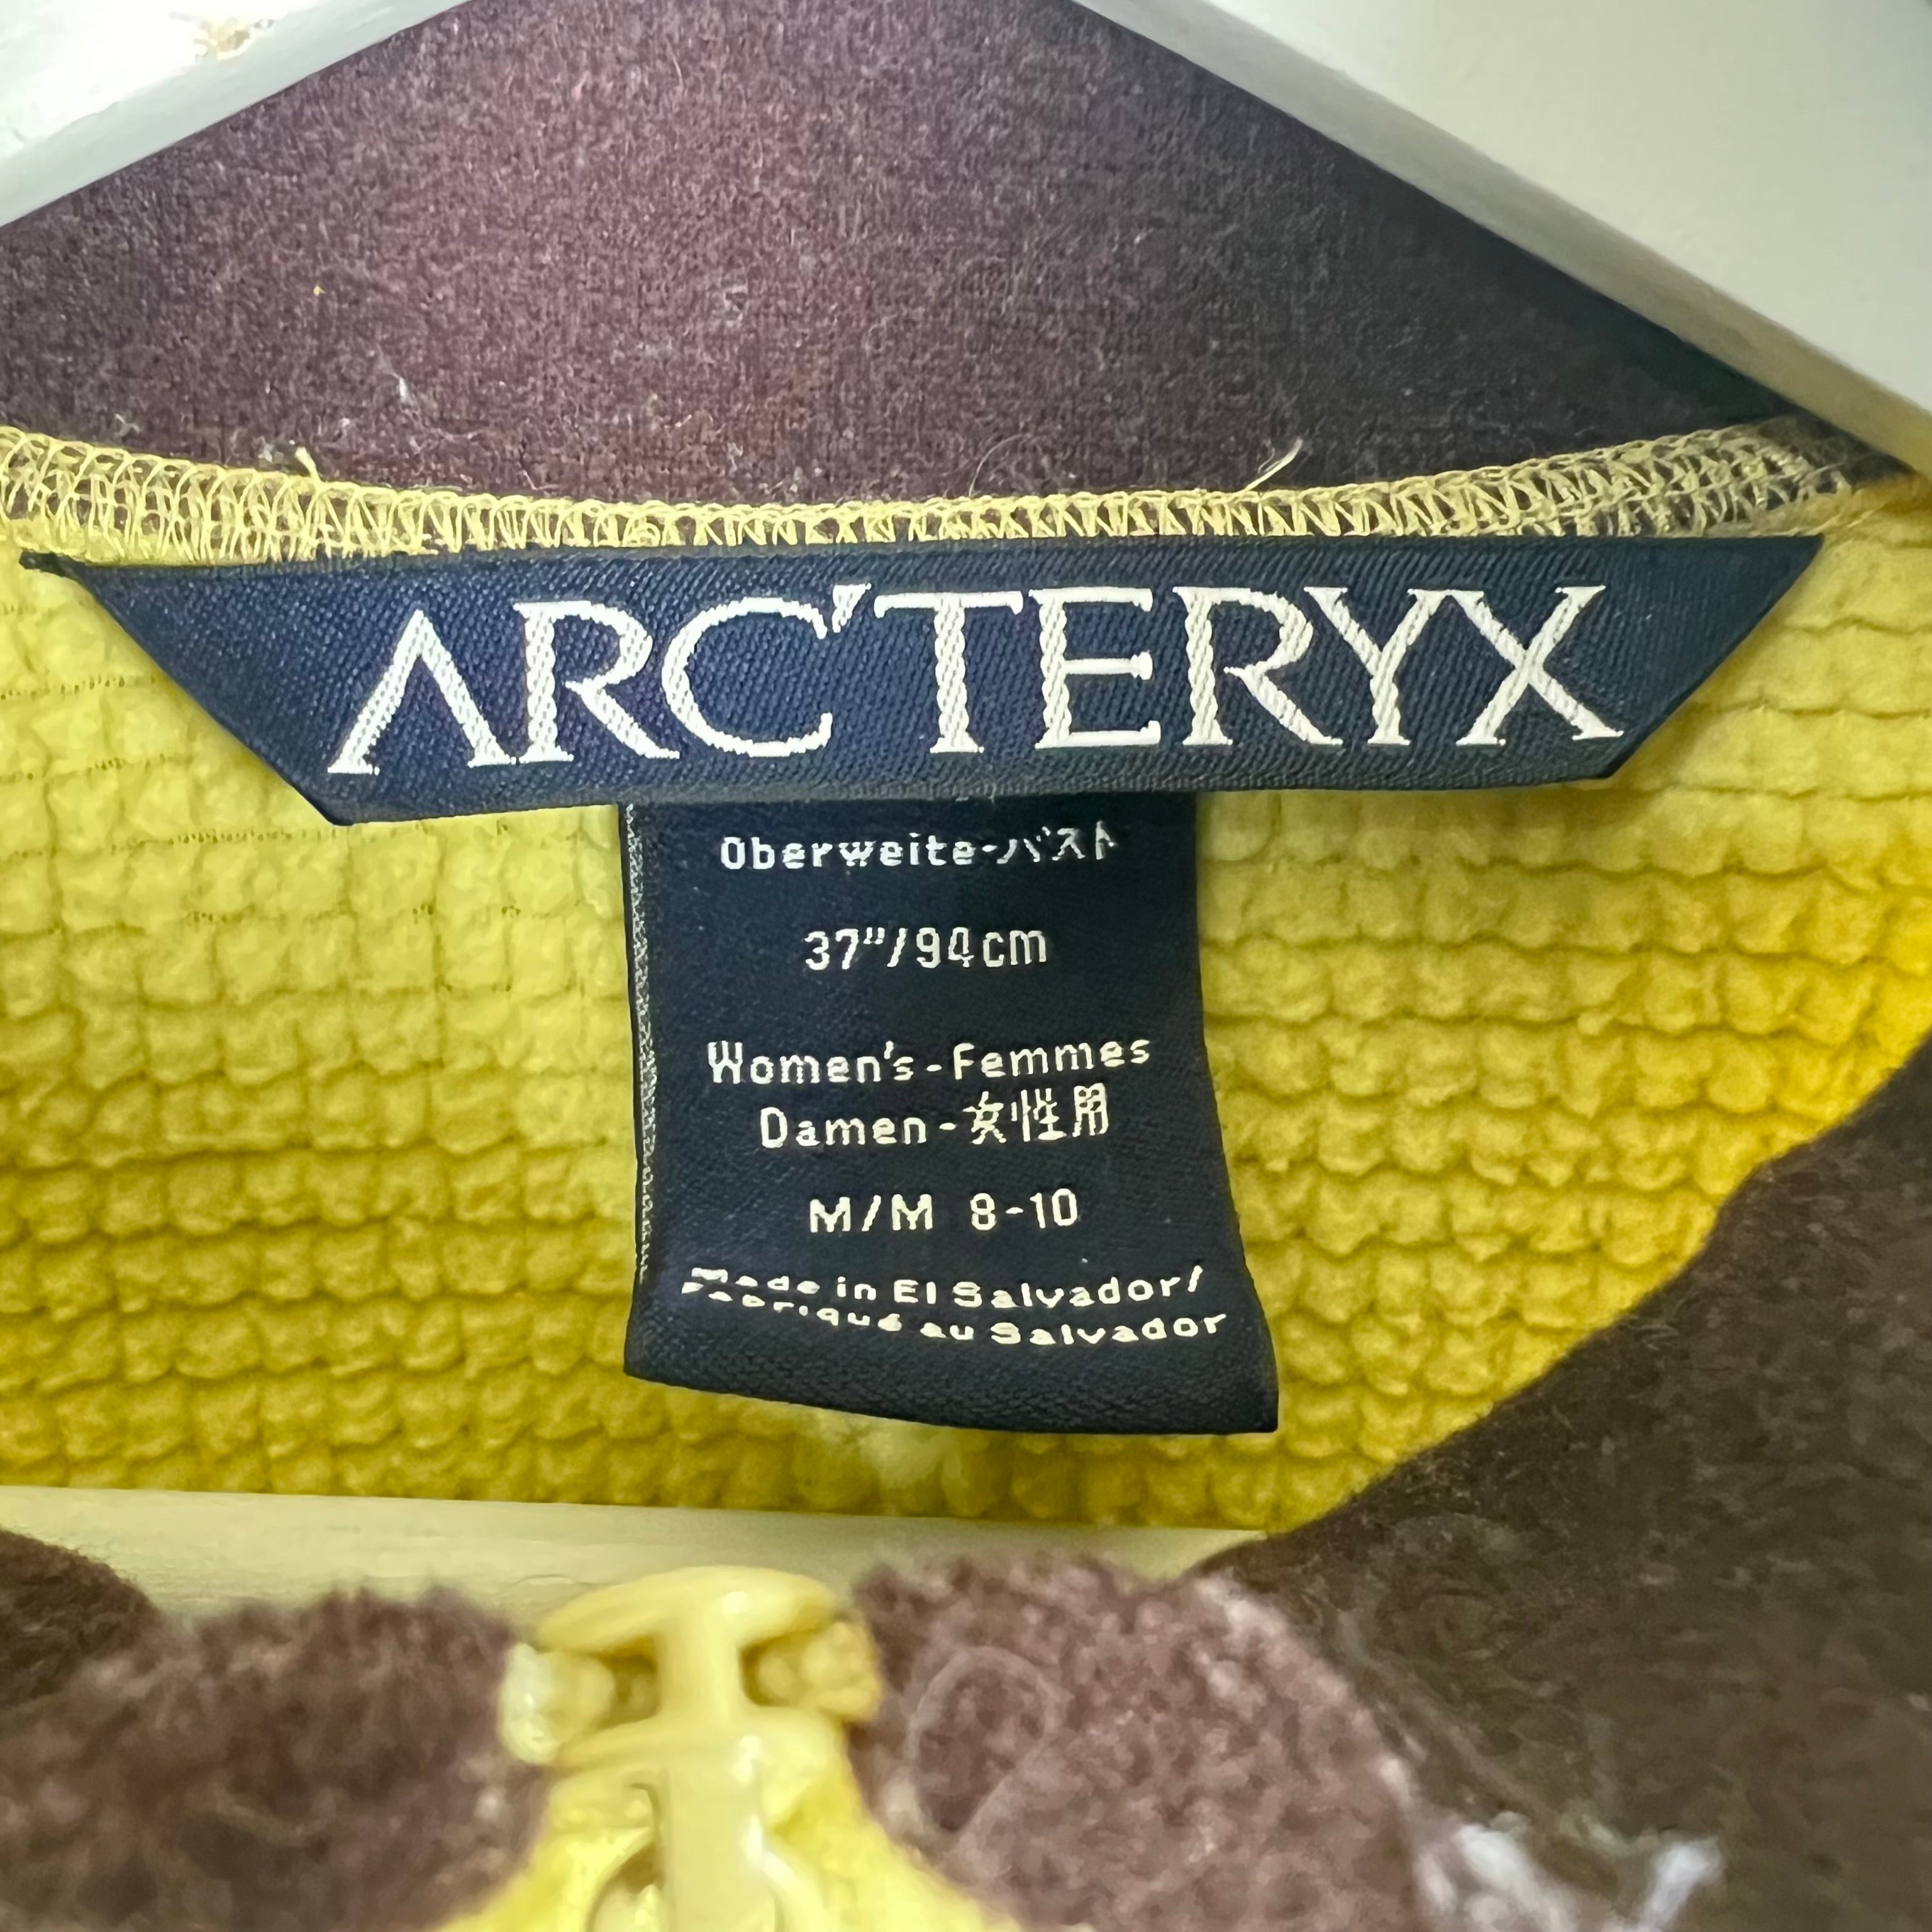 ARC'TERYX
Oberweite-バスト
37"/94cm
Women's-Femmes
Damen-女性用
M/M 8-10
Made in El Salvador/
Fabriqué au Salvador